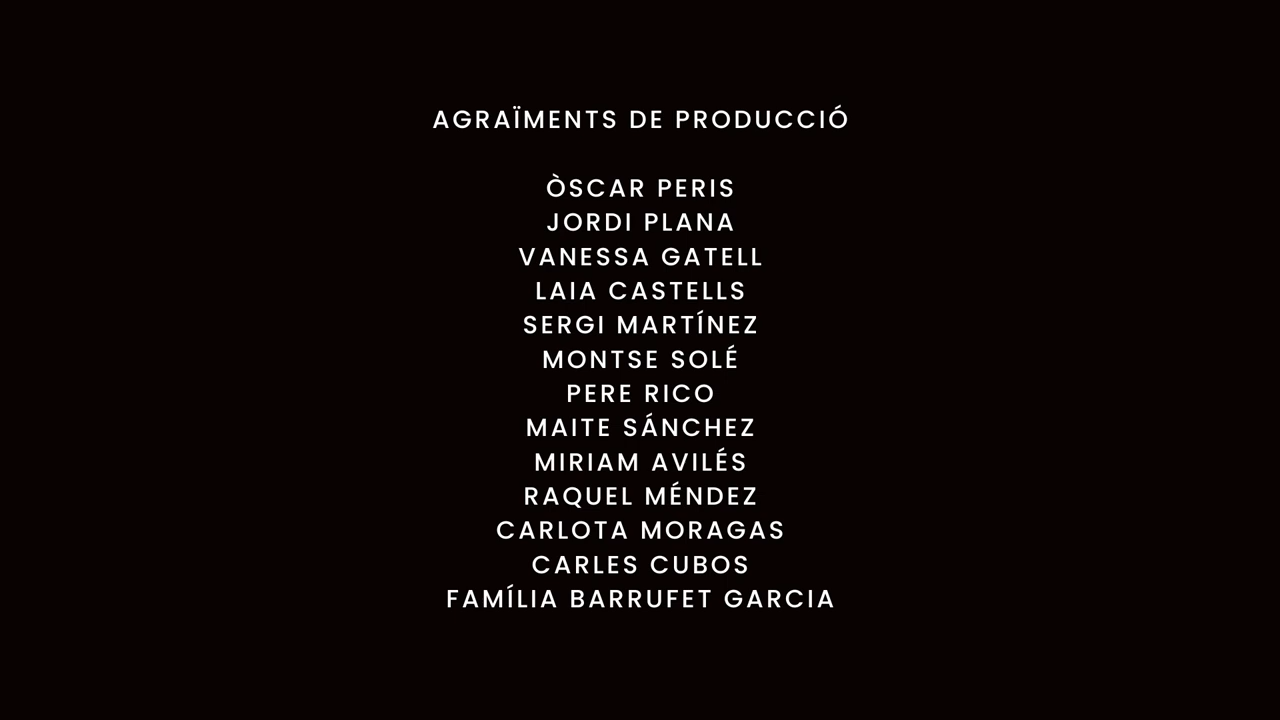 AGRAÏMENTS DE PRODUCCIÓ
ÒSCAR PERIS
JORDI PLANA
VANESSA GATELL
LAIA CASTELLS
SERGI MARTÍNEZ
MONTSE SOLÉ
PERE RICO
MAITE SÁNCHEZ
MIRIAM AVILÉS
RAQUEL MÉNDEZ
CARLOTA MORAGAS
CARLES CUBOS
FAMÍLIA BARRUFET GARCIA